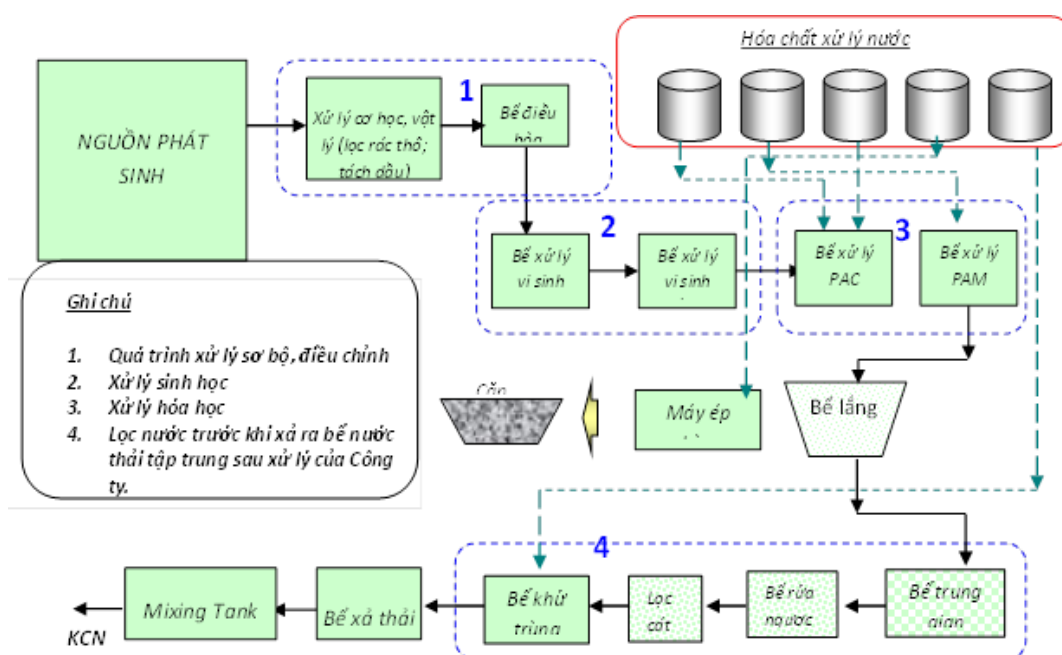 Hóa chất xử lý nước
NGUỒN PHÁT
SINH
1
Xử lý cơ học, vật
lý (lọc rác thô;
tách dầu)
Bể điều
hòa
2
Bể xử lý
vi sinh
Bể xử lý
vi sinh
3
Bể xử lý
PAC
Bể xử lý
PAM
Ghi chú
1. Quá trình xử lý sơ bộ, điều chỉnh
2. Xử lý sinh học
3. Xử lý hóa học
4. Lọc nước trước khi xả ra bể nước
thải tập trung sau xử lý của Công
ty.
Máy ép
Bể lắng
4
KCN
Mixing Tank
Bể xả thải
Bể khử
trùng
Lọc
cát
Bể rửa
ngược
Bể trung
gian